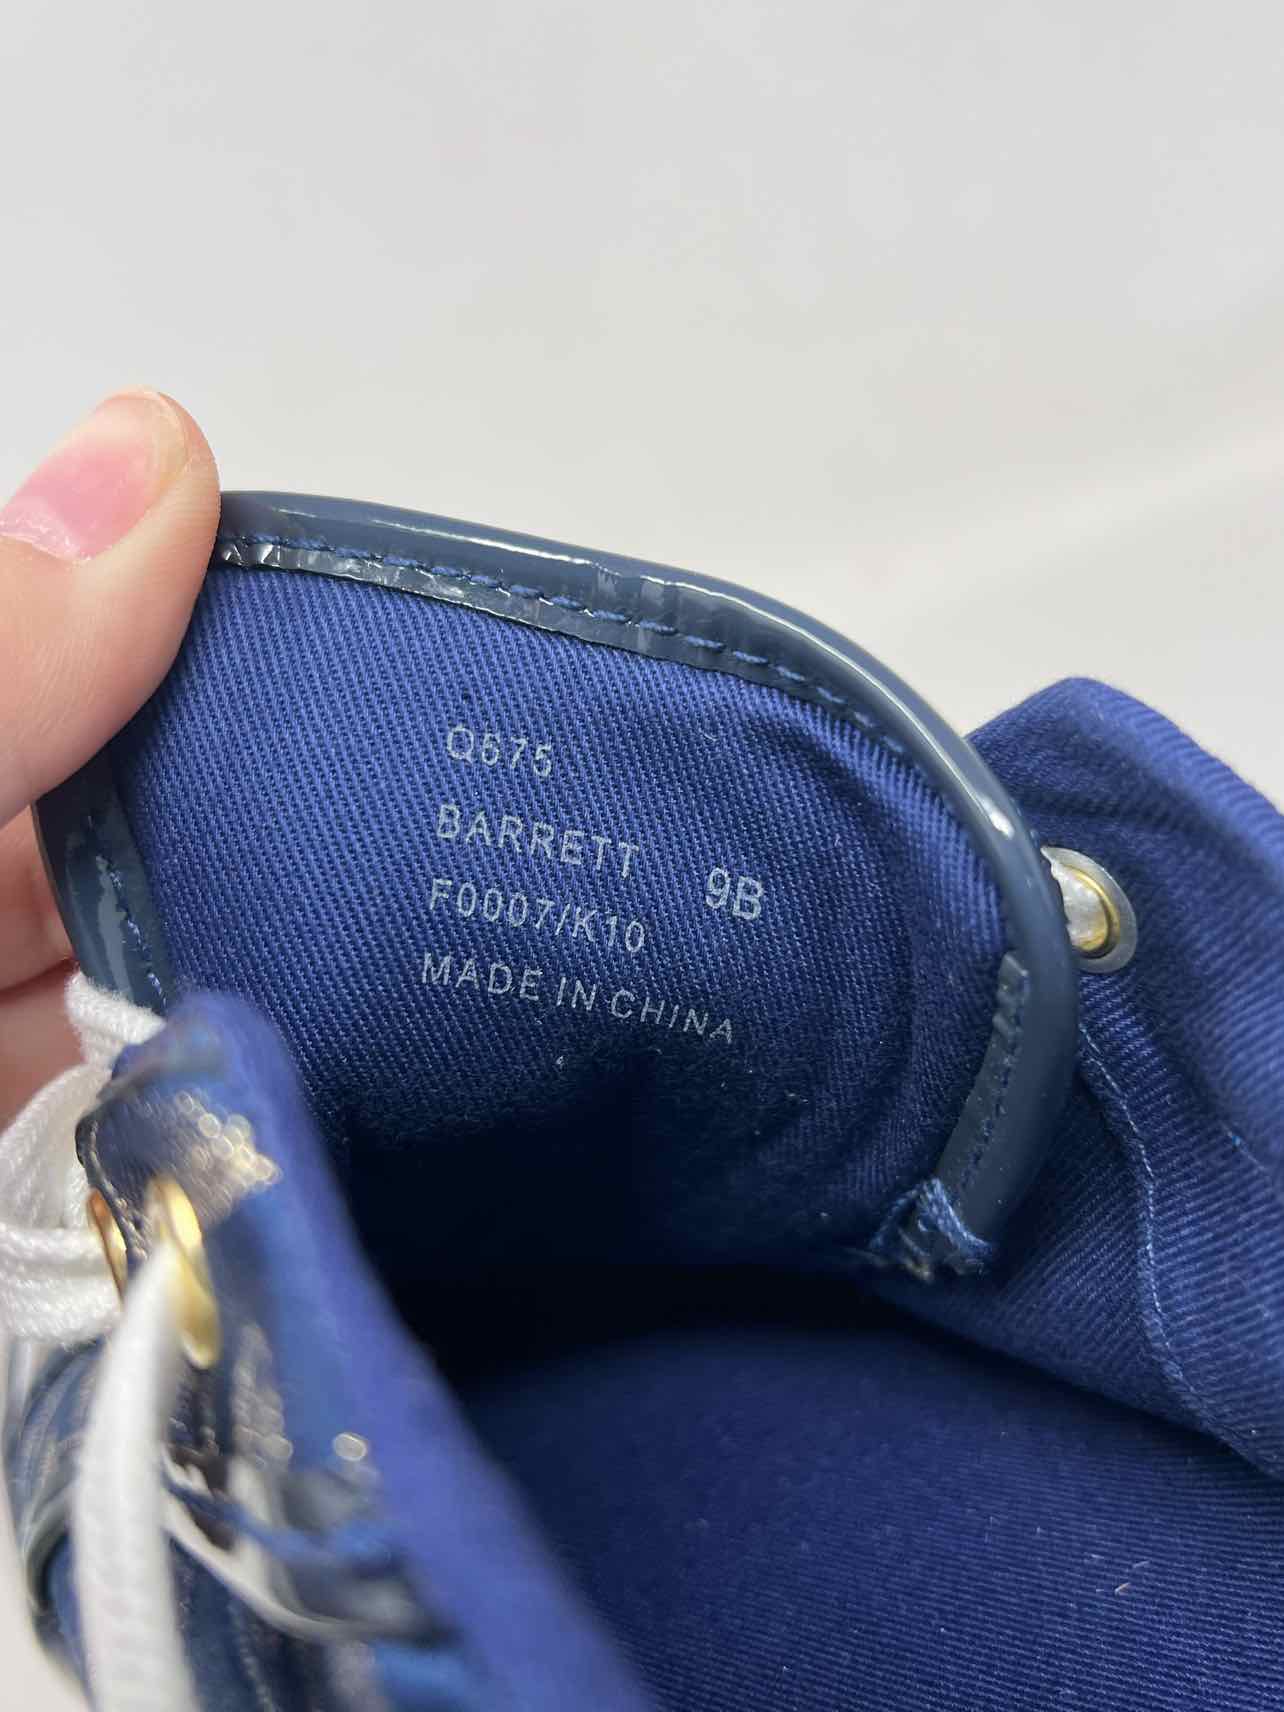 Q575
BARRETT 9B
F0007/K10
MADE IN CHINA